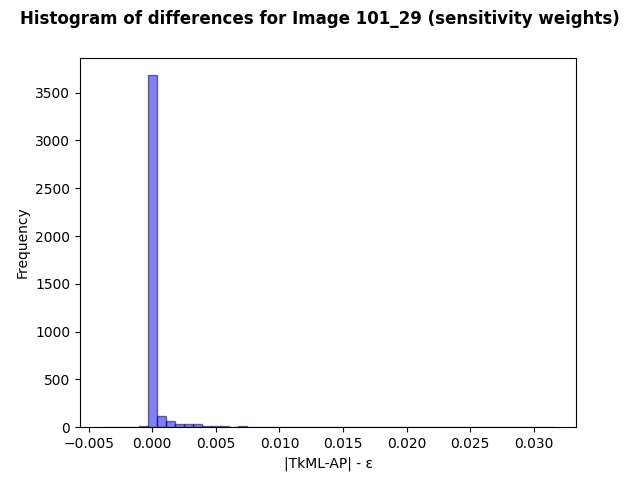 Histogram of differences for Image 101_29 (sensitivity weights)
3500
3000
2500
2000
1500
1000
500
0
Frequency
−0.005 0.000 0.005 0.010 0.015 0.020 0.025 0.030
|TkML-AP| - ε